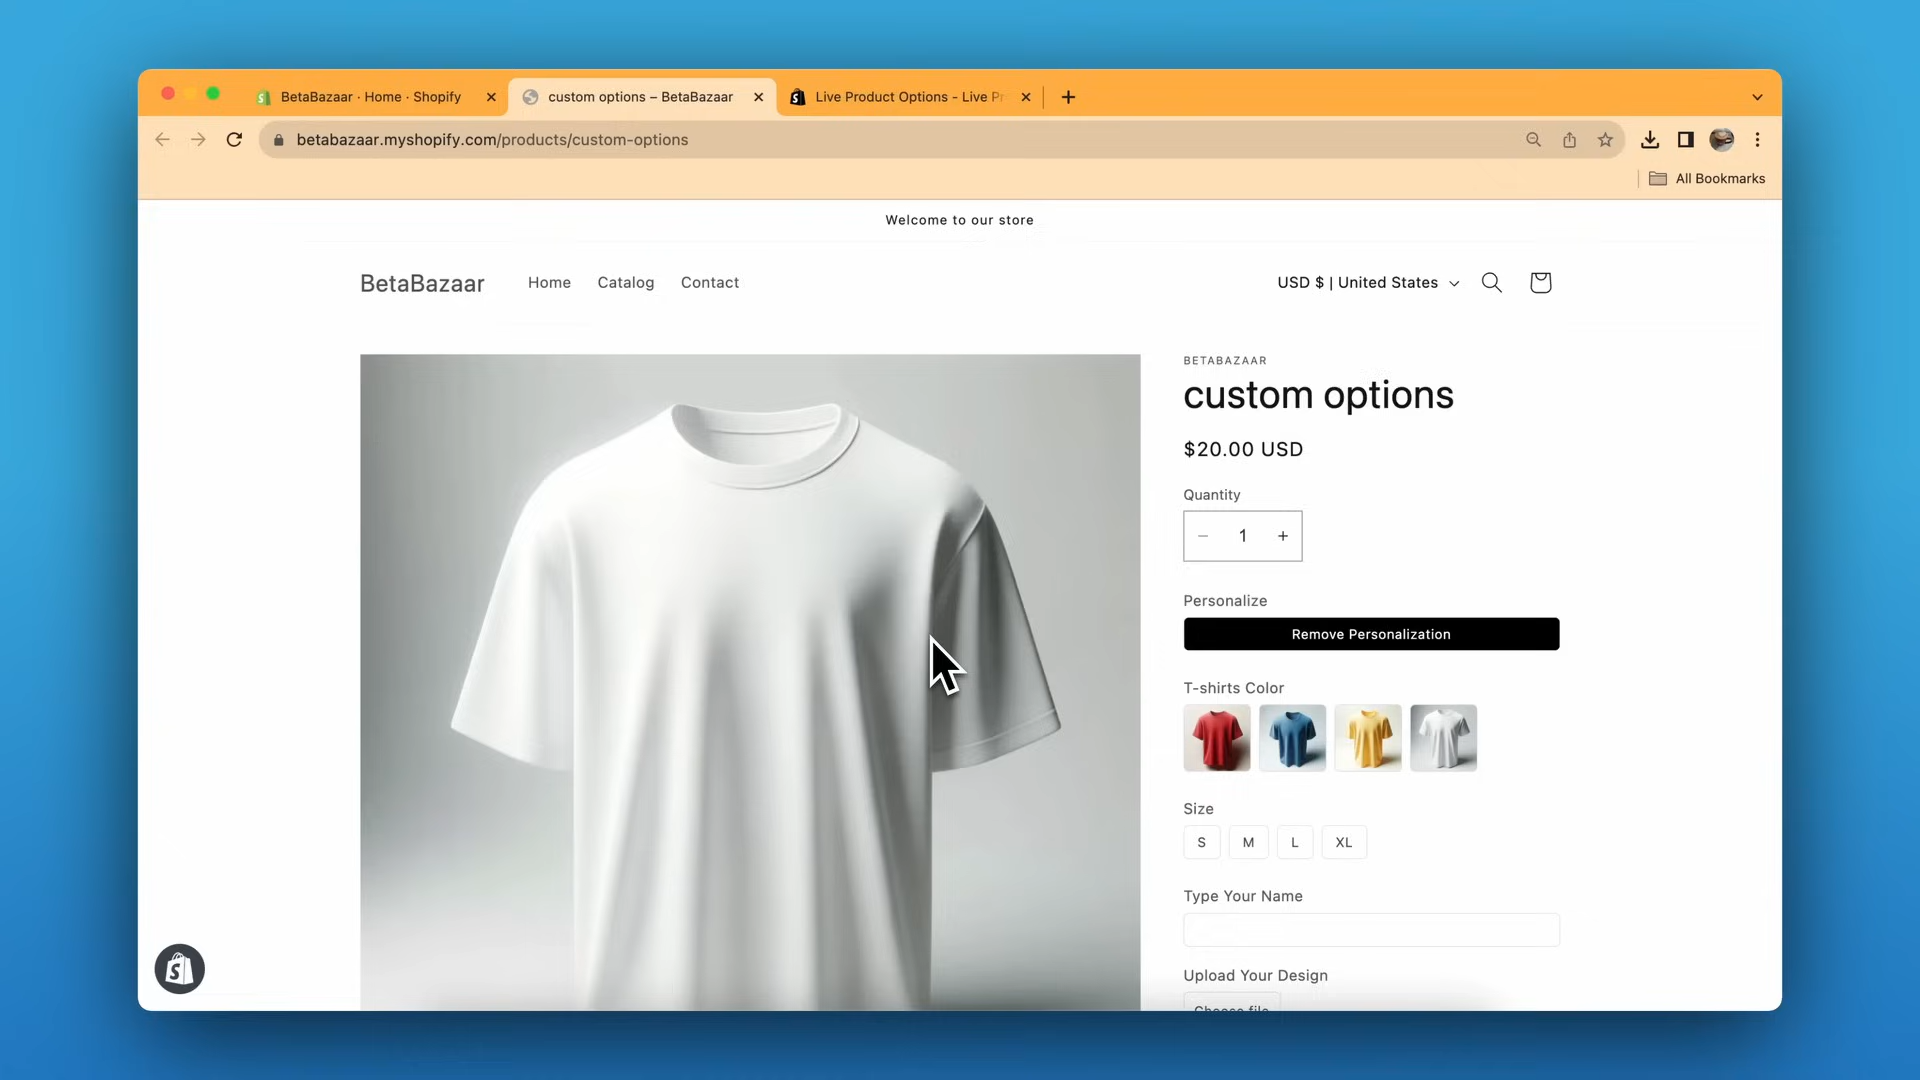 BetaBazaar · Home · Shopify
custom options – BetaBazaar
Live Product Options - Live
betabazaar.myshopify.com/products/custom-options
All Bookmarks
Welcome to our store
BetaBazaar
Home
Catalog
Contact
USD $ | United States
BETABAZAAR
custom options
$20.00 USD
Quantity
− 1 +
Personalize
Remove Personalization
T-shirts Color
Size
S M L XL
Type Your Name
Upload Your Design
Choose file